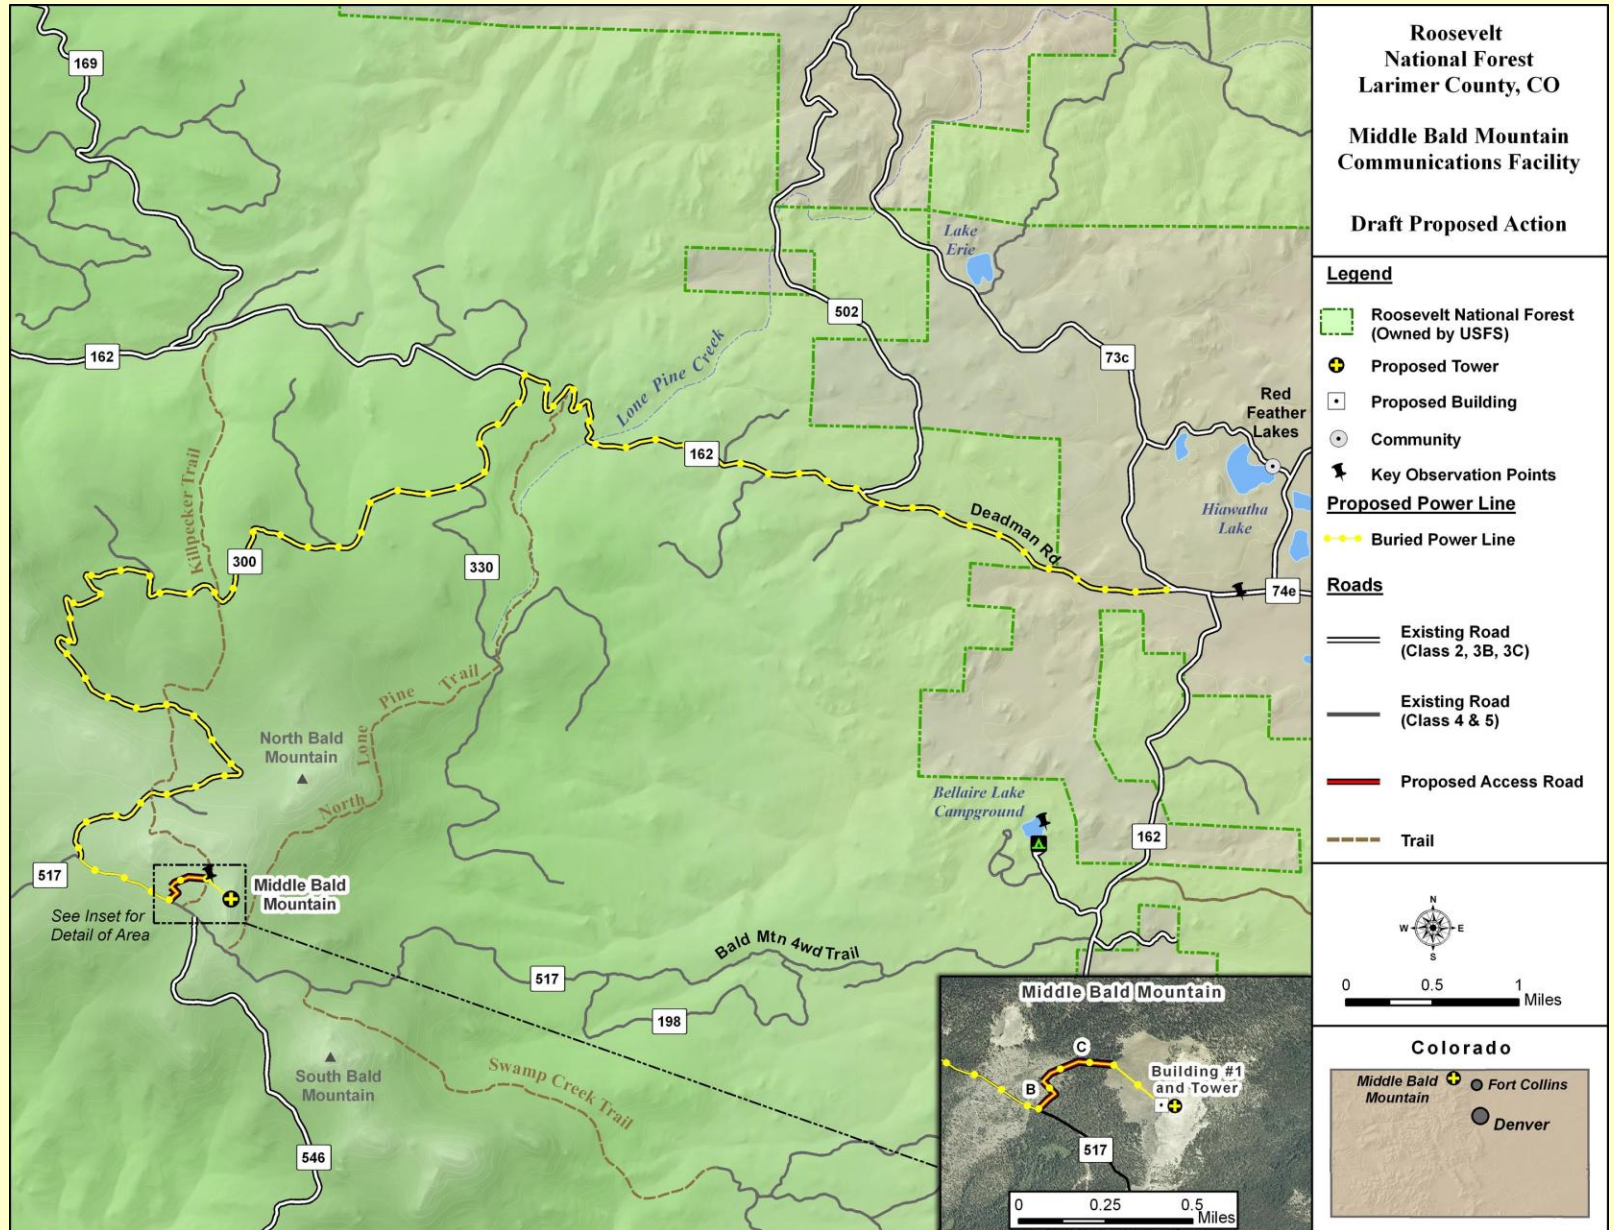 Roosevelt
National Forest
Larimer County, CO
Middle Bald Mountain
Communications Facility
Draft Proposed Action
Legend
Roosevelt National Forest
(Owned by USFS)
Proposed Tower
Proposed Building
Community
Key Observation Points
Proposed Power Line
Buried Power Line
Roads
Existing Road
(Class 2, 3B, 3C)
Existing Road
(Class 4 & 5)
Proposed Access Road
Trail
N
W
E
S
0
0.5
1
Miles
Colorado
Middle Bald
Mountain
Fort Collins
Denver
169
162
Lake
Erie
502
73c
Lone Pine Creek
Red
Feather
Lakes
162
Hiawatha
Lake
Killpecker Trail
Deadman Rd
300
330
74e
North Lone Pine Trail
North Bald
Mountain
Bellaire Lake
Campground
162
517
Middle Bald
Mountain
See Inset for
Detail of Area
Bald Mtn 4wd Trail
517
198
South Bald
Mountain
Swamp Creek Trail
546
Middle Bald Mountain
C
B
Building #1
and Tower
517
0
0.25
0.5
Miles